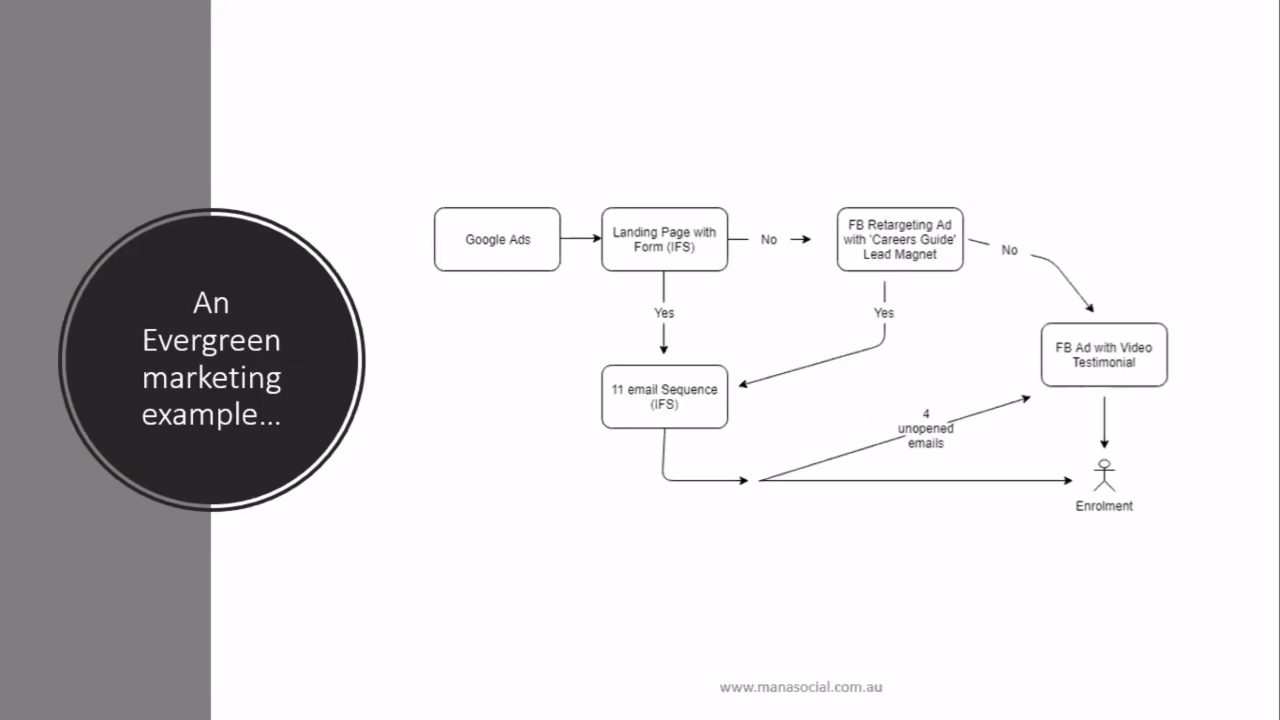 An
Evergreen
marketing
example...
Google Ads
Landing Page with
Form (IFS)
No
FB Retargeting Ad
with 'Careers Guide'
Lead Magnet
No
Yes
Yes
FB Ad with Video
Testimonial
11 email Sequence
(IFS)
4
unopened
emails
Enrolment
www.manasocial.com.au